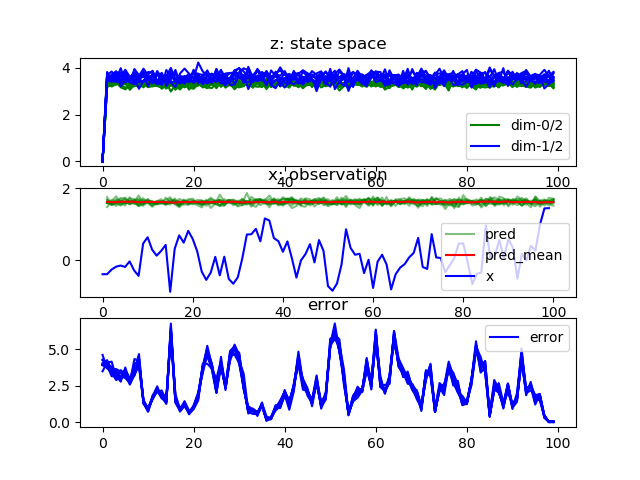 z: state space
4
2
0
dim-0/2
dim-1/2
0 20 40 60 80 100
x: observation
2
0
pred
pred_mean
x
0 20 40 60 80 100
error
5.0
2.5
0.0
error
0 20 40 60 80 100